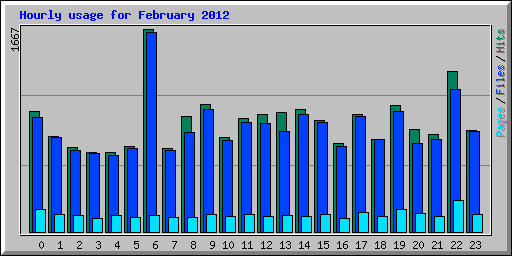 Hourly usage for February 2012
1667
Pages / Files / Hits
0 1 2 3 4 5 6 7 8 9 10 11 12 13 14 15 16 17 18 19 20 21 22 23